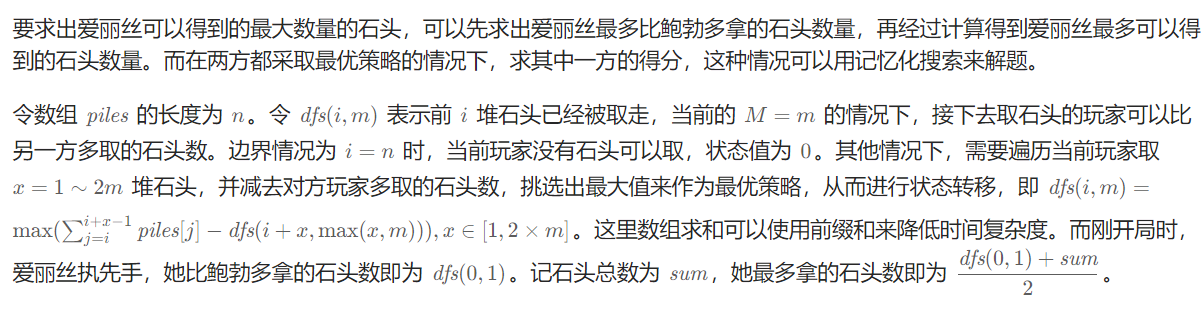 要求出爱丽丝可以得到的最大数量的石头，可以先求出爱丽丝最多比鲍勃多拿的石头数量，再经过计算得到爱丽丝最多可以得
到的石头数量。而在两方都采取最优策略的情况下，求其中一方的得分，这种情况可以用记忆化搜索来解题。
令数组 piles 的长度为 n。令 dfs(i, m) 表示前 i 堆石头已经被取走，当前的 M = m 的情况下，接下去取石头的玩家可以比
另一方多取的石头数。边界情况为 i = n 时，当前玩家没有石头可以取，状态值为 0。其他情况下，需要遍历当前玩家取
x = 1 ∼ 2m 堆石头，并减去对方玩家多取的石头数，挑选出最大值来作为最优策略，从而进行状态转移，即 dfs(i, m) =
max(∑_{j=i}^{i+x−1} piles[j] − dfs(i + x, max(x, m))), x ∈ [1, 2 × m]。这里数组求和可以使用前缀和来降低时间复杂度。而刚开局时，
爱丽丝执先手，她比鲍勃多拿的石头数即为 dfs(0, 1)。记石头总数为 sum，她最多拿的石头数即为 \frac{dfs(0, 1) + sum}{2}。